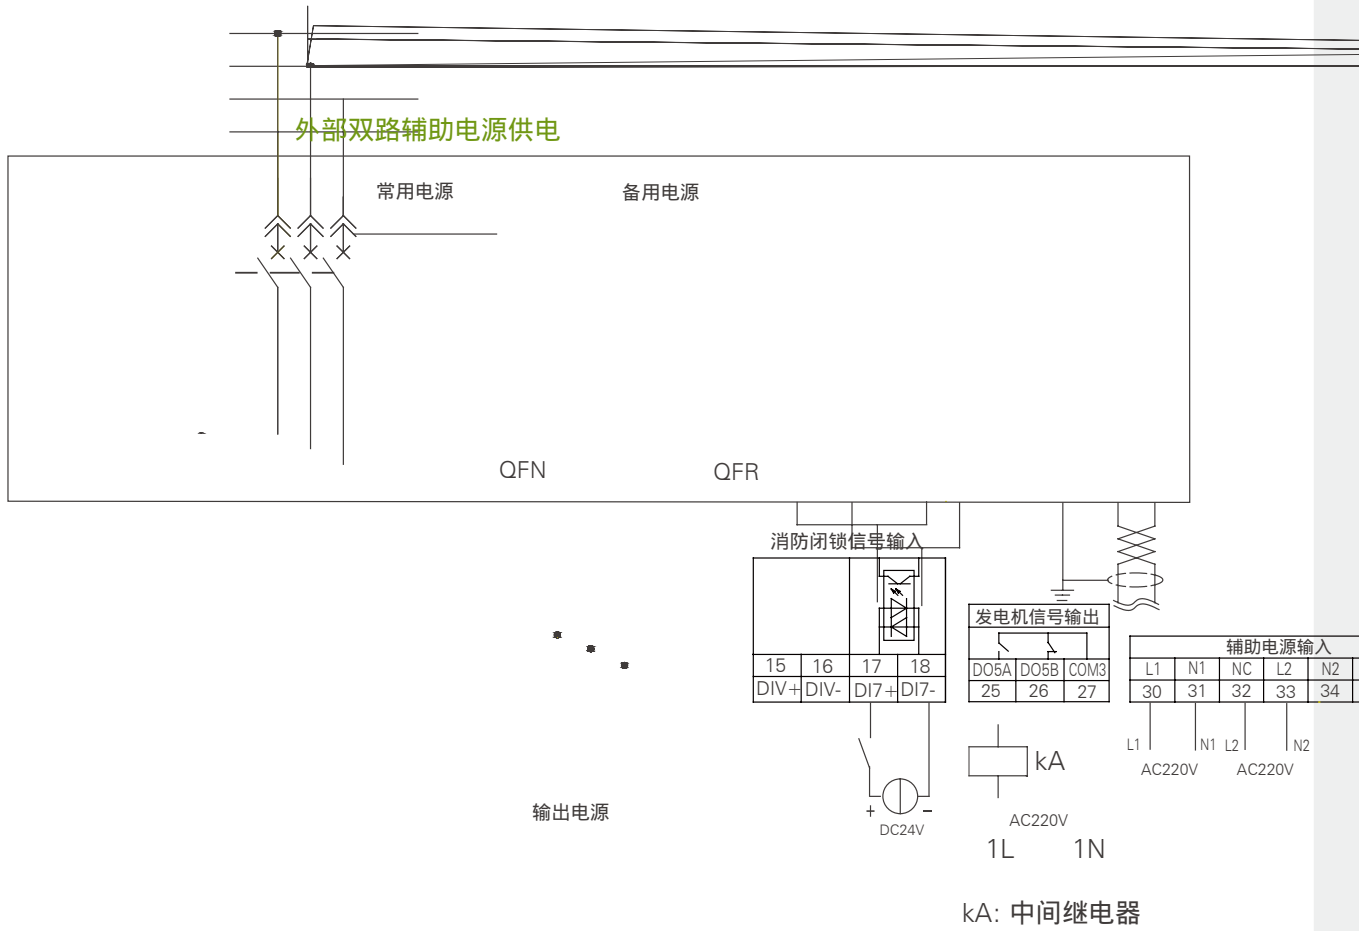 外部双路辅助电源供电
常用电源
备用电源
QFN
QFR
消防闭锁信号输入
15 16 17 18
DIV+ DIV- DI7+ DI7-
+ −
DC24V
发电机信号输出
DO5A DO5B COM3
25 26 27
kA
AC220V
1L 1N
辅助电源输入
L1 N1 NC L2 N2
30 31 32 33 34
L1 N1 L2 N2
AC220V AC220V
输出电源
kA: 中间继电器